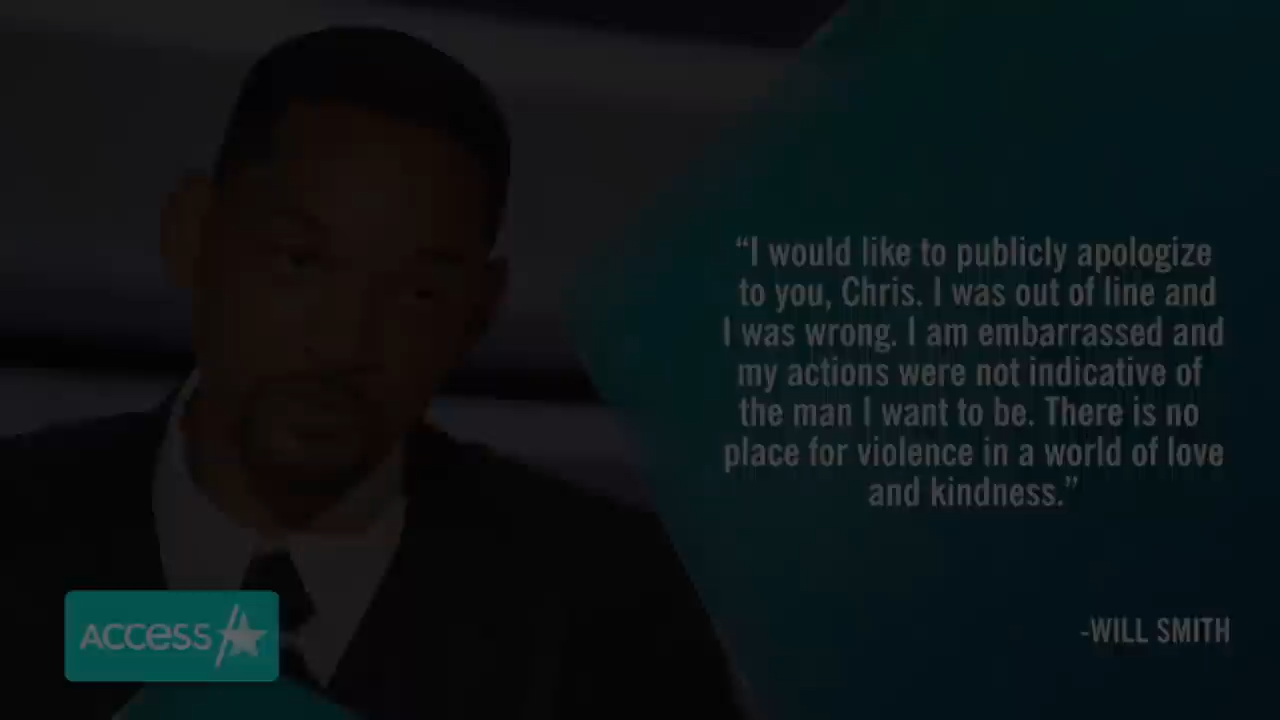 “I would like to publicly apologize
to you, Chris. I was out of line and
I was wrong. I am embarrassed and
my actions were not indicative of
the man I want to be. There is no
place for violence in a world of love
and kindness.”
-WILL SMITH
access